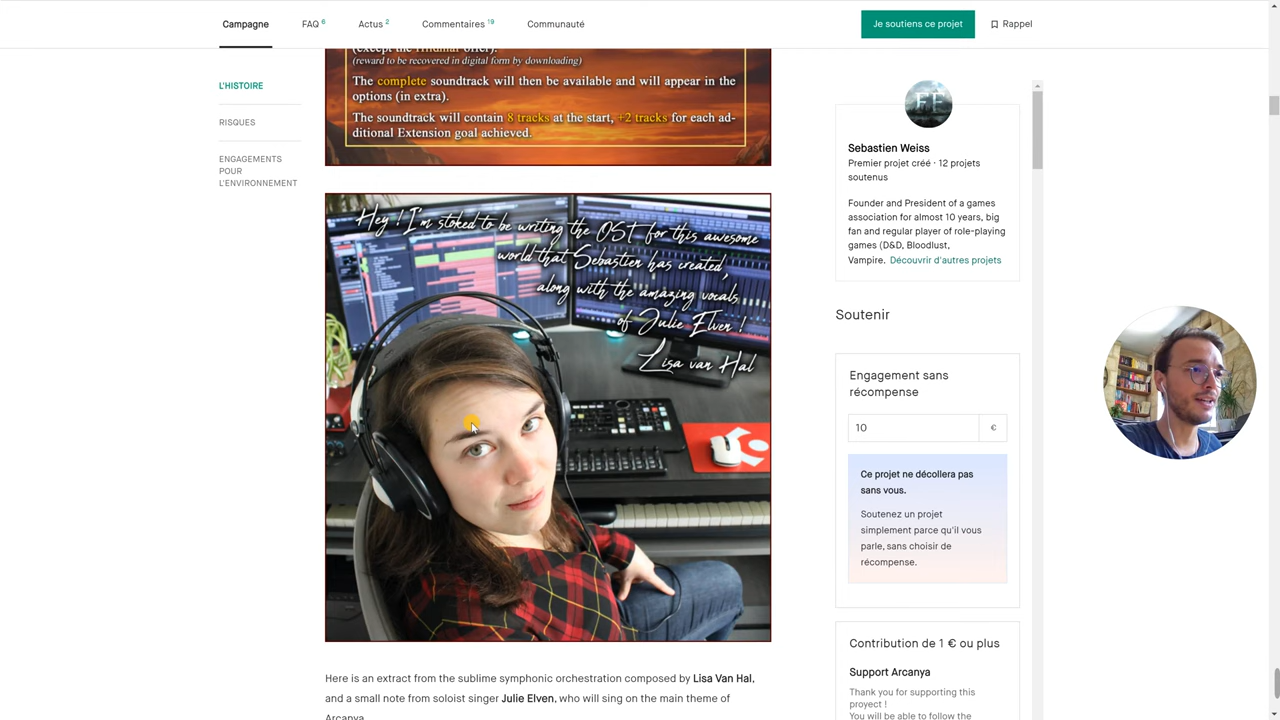 Campagne
FAQ 6
Actus 2
Commentaires 19
Communauté
Je soutiens ce projet
Rappel
L'HISTOIRE
RISQUES
ENGAGEMENTS
POUR
L'ENVIRONNEMENT
(except the Hildmar offer).
(reward to be recovered in digital form by downloading)
The complete soundtrack will then be available and will appear in the
options (in extra).
The soundtrack will contain 8 tracks at the start, +2 tracks for each ad-
ditional Extension goal achieved.
Hey ! I'm stoked to be writing the OST for this awesome
world that Sebastien has created,
along with the amazing vocals
of Julie Elven !
Lisa van Hal
Here is an extract from the sublime symphonic orchestration composed by Lisa Van Hal,
and a small note from soloist singer Julie Elven, who will sing on the main theme of
Arcanya.
EE
Sebastien Weiss
Premier projet créé · 12 projets
soutenus
Founder and President of a games
association for almost 10 years, big
fan and regular player of role-playing
games (D&D, Bloodlust,
Vampire. Découvrir d'autres projets
Soutenir
Engagement sans
récompense
10 €
Ce projet ne décollera pas
sans vous.
Soutenez un projet
simplement parce qu'il vous
parle, sans choisir de
récompense.
Contribution de 1 € ou plus
Support Arcanya
Thank you for supporting this
proyect !
You will be able to follow the